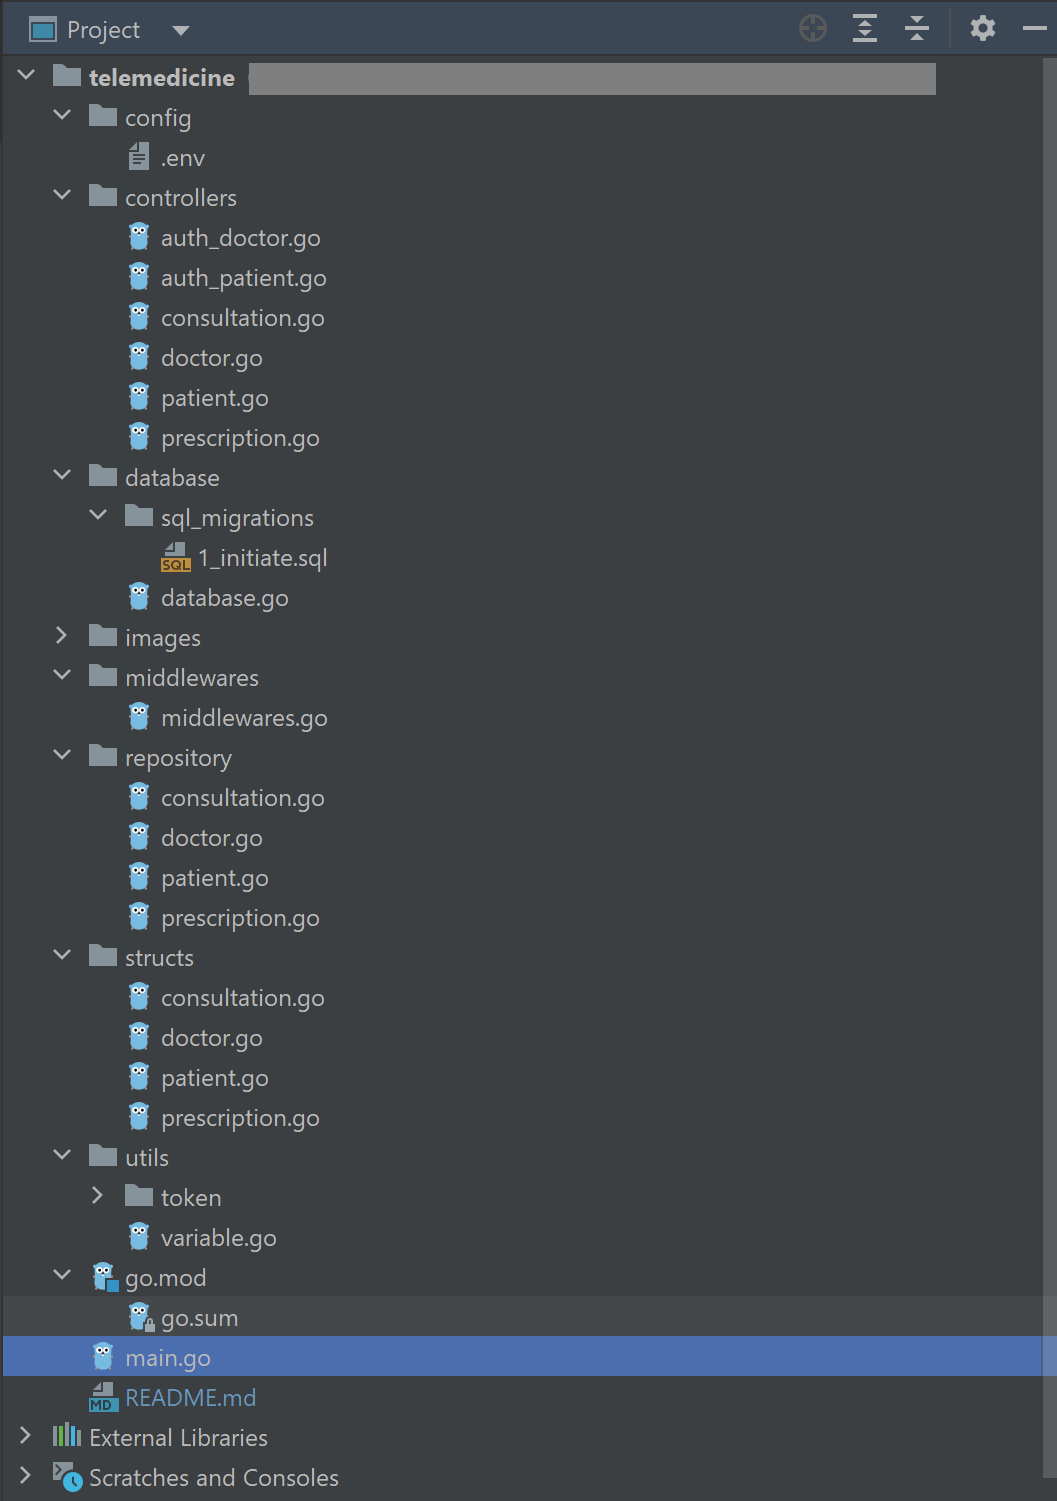 Project
telemedicine
config
.env
controllers
auth_doctor.go
auth_patient.go
consultation.go
doctor.go
patient.go
prescription.go
database
sql_migrations
SQL 1_initiate.sql
database.go
images
middlewares
middlewares.go
repository
consultation.go
doctor.go
patient.go
prescription.go
structs
consultation.go
doctor.go
patient.go
prescription.go
utils
token
variable.go
go.mod
go.sum
main.go
MD README.md
External Libraries
Scratches and Consoles